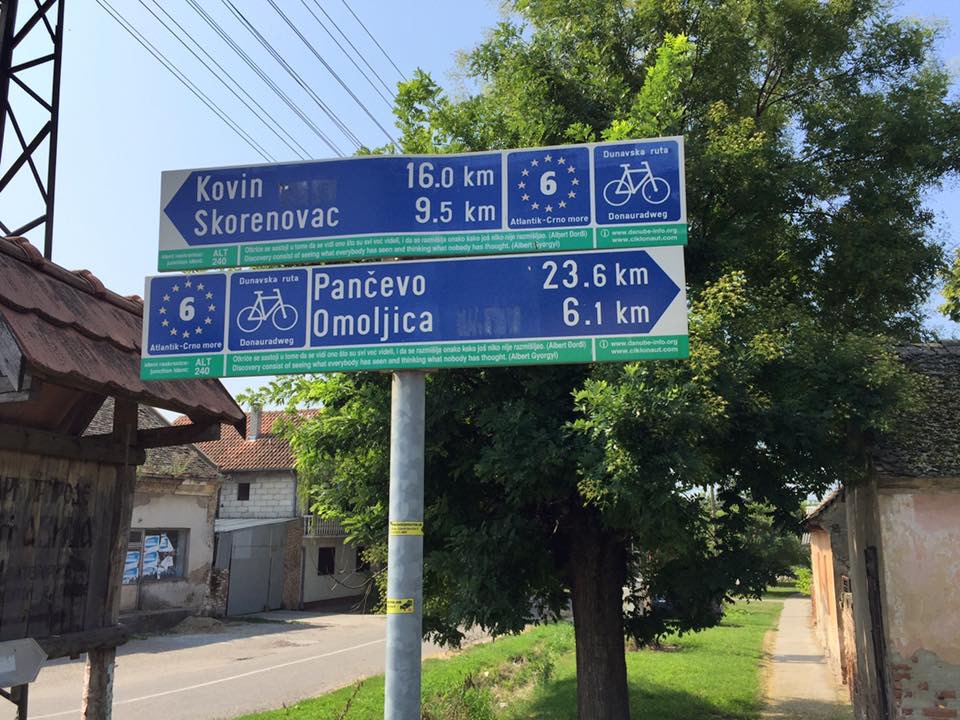 Kovin 16.0 km
Skorenovac 9.5 km
6
Atlantik-Crno more
Dunavska ruta
Donauradweg
ALT
240
Otkriće se sastoji u tome da se vidi ono što su svi već videli, i da se razmišlja onako kako još niko nije razmišljao. (Albert Đorđi)
Discovery consists of seeing what everybody has seen and thinking what nobody has thought. (Albert Gyorgyi)
www.danube-info.org
www.ciklonaut.com
6
Atlantik-Crno more
Dunavska ruta
Donauradweg
Pančevo 23.6 km
Omoljica 6.1 km
ALT
240
Otkriće se sastoji u tome da se vidi ono što su svi već videli, i da se razmišlja onako kako još niko nije razmišljao. (Albert Đorđi)
Discovery consists of seeing what everybody has seen and thinking what nobody has thought. (Albert Gyorgyi)
www.danube-info.org
www.ciklonaut.com